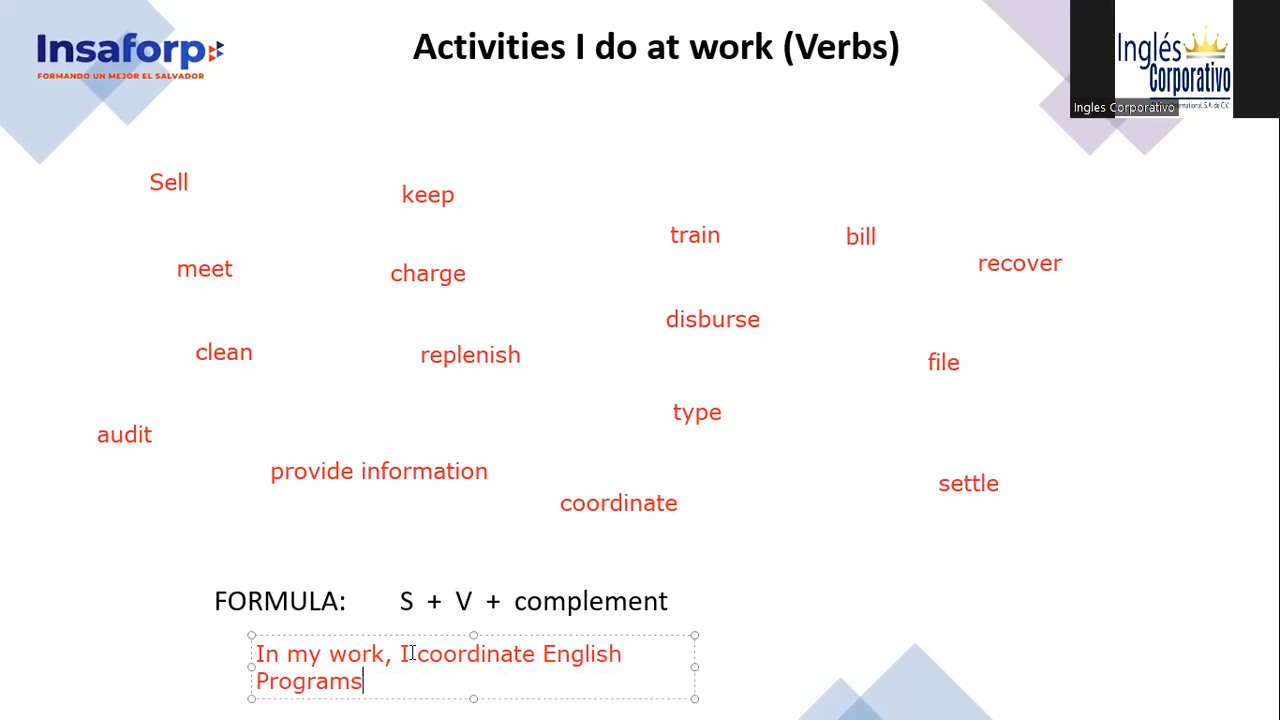 Insaforp
FORMANDO UN MEJOR EL SALVADOR
Activities I do at work (Verbs)
Inglés
Corporativo
International, S.A. de C.V.
Ingles Corporativo
Sell
keep
train
bill
recover
meet
charge
disburse
clean
replenish
file
type
audit
provide information
settle
coordinate
FORMULA: S + V + complement
In my work, I coordinate English
Programs